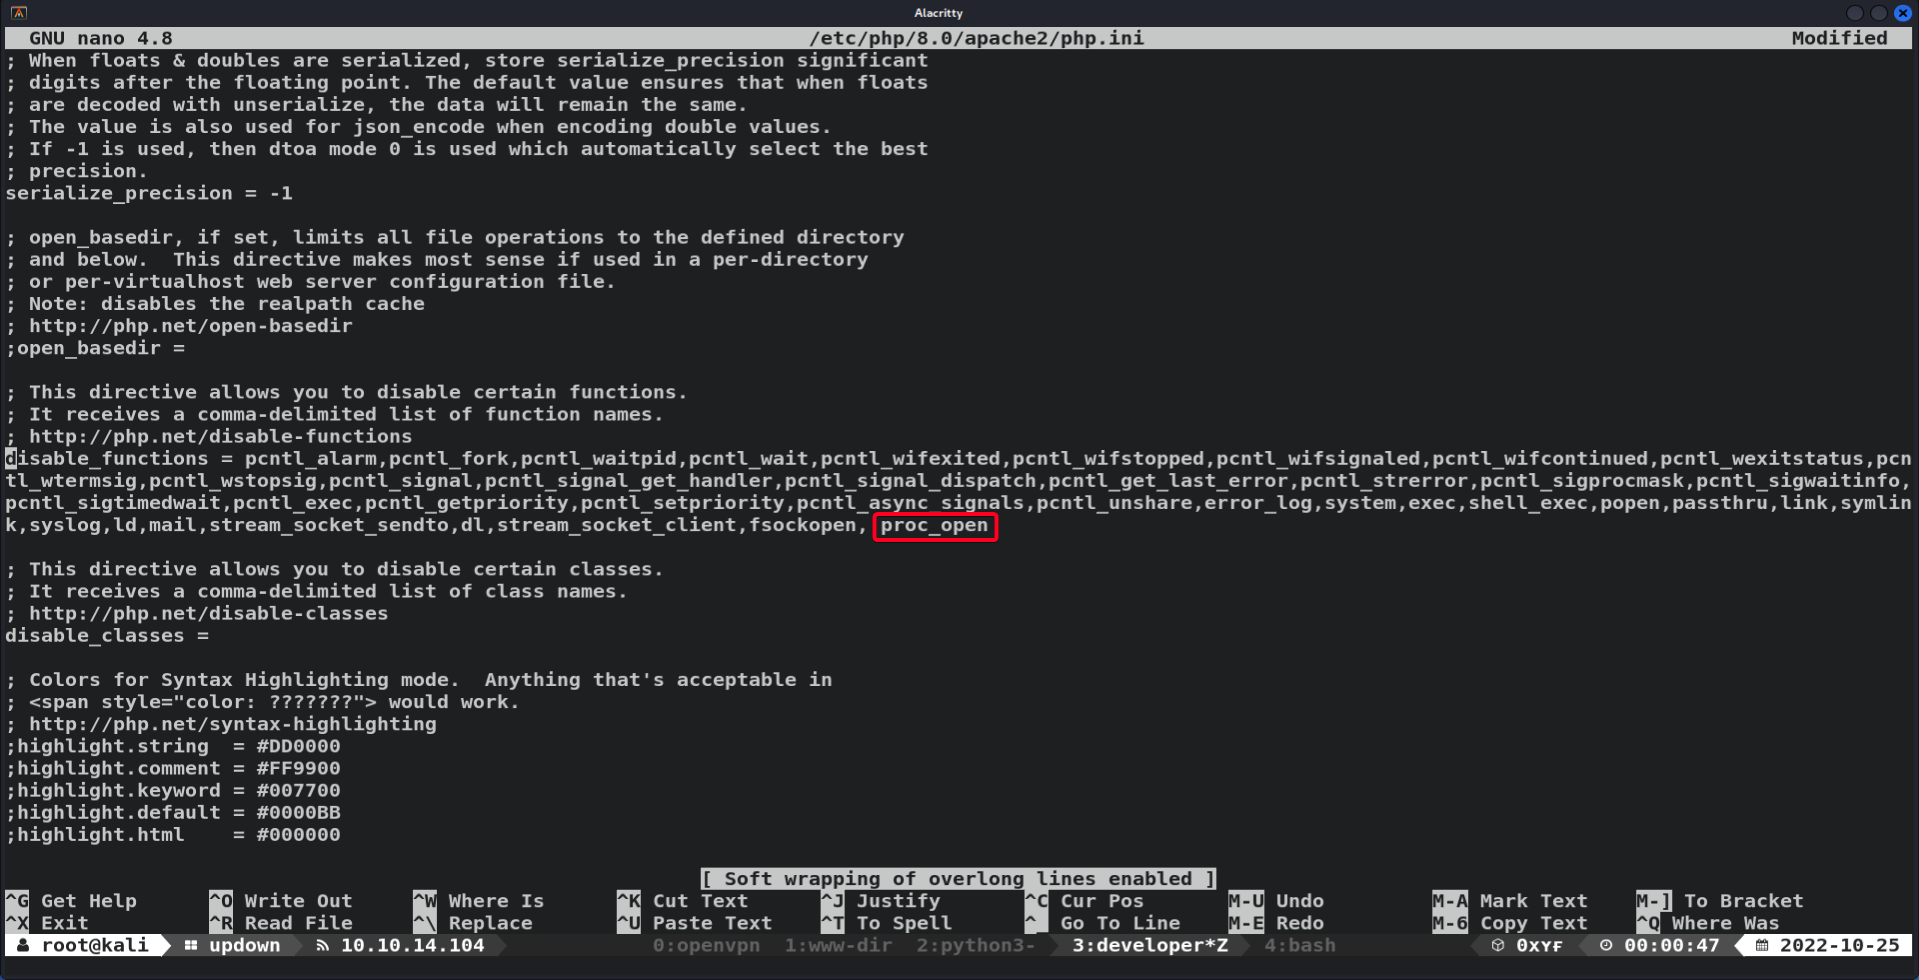 Alacritty
GNU nano 4.8 /etc/php/8.0/apache2/php.ini Modified
; When floats & doubles are serialized, store serialize_precision significant
; digits after the floating point. The default value ensures that when floats
; are decoded with unserialize, the data will remain the same.
; The value is also used for json_encode when encoding double values.
; If -1 is used, then dtoa mode 0 is used which automatically select the best
; precision.
serialize_precision = -1
; open_basedir, if set, limits all file operations to the defined directory
; and below.  This directive makes most sense if used in a per-directory
; or per-virtualhost web server configuration file.
; Note: disables the realpath cache
; http://php.net/open-basedir
;open_basedir =
; This directive allows you to disable certain functions.
; It receives a comma-delimited list of function names.
; http://php.net/disable-functions
disable_functions = pcntl_alarm,pcntl_fork,pcntl_waitpid,pcntl_wait,pcntl_wifexited,pcntl_wifstopped,pcntl_wifsignaled,pcntl_wifcontinued,pcntl_wexitstatus,pcn
tl_wtermsig,pcntl_wstopsig,pcntl_signal,pcntl_signal_get_handler,pcntl_signal_dispatch,pcntl_get_last_error,pcntl_strerror,pcntl_sigprocmask,pcntl_sigwaitinfo,
pcntl_sigtimedwait,pcntl_exec,pcntl_getpriority,pcntl_setpriority,pcntl_async_signals,pcntl_unshare,error_log,system,exec,shell_exec,popen,passthru,link,symlin
k,syslog,ld,mail,stream_socket_sendto,dl,stream_socket_client,fsockopen, proc_open
; This directive allows you to disable certain classes.
; It receives a comma-delimited list of class names.
; http://php.net/disable-classes
disable_classes =
; Colors for Syntax Highlighting mode.  Anything that's acceptable in
; <span style="color: ???????"> would work.
; http://php.net/syntax-highlighting
;highlight.string  = #DD0000
;highlight.comment = #FF9900
;highlight.keyword = #007700
;highlight.default = #0000BB
;highlight.html    = #000000
[ Soft wrapping of overlong lines enabled ]
^G Get Help ^O Write Out ^W Where Is ^K Cut Text ^J Justify ^C Cur Pos M-U Undo M-A Mark Text M-] To Bracket
^X Exit ^R Read File ^\ Replace ^U Paste Text ^T To Spell ^_ Go To Line M-E Redo M-6 Copy Text ^Q Where Was
root@kali updown 10.10.14.104 0:openvpn 1:www-dir 2:python3- 3:developer*Z 4:bash 0xʏғ 00:00:47 2022-10-25